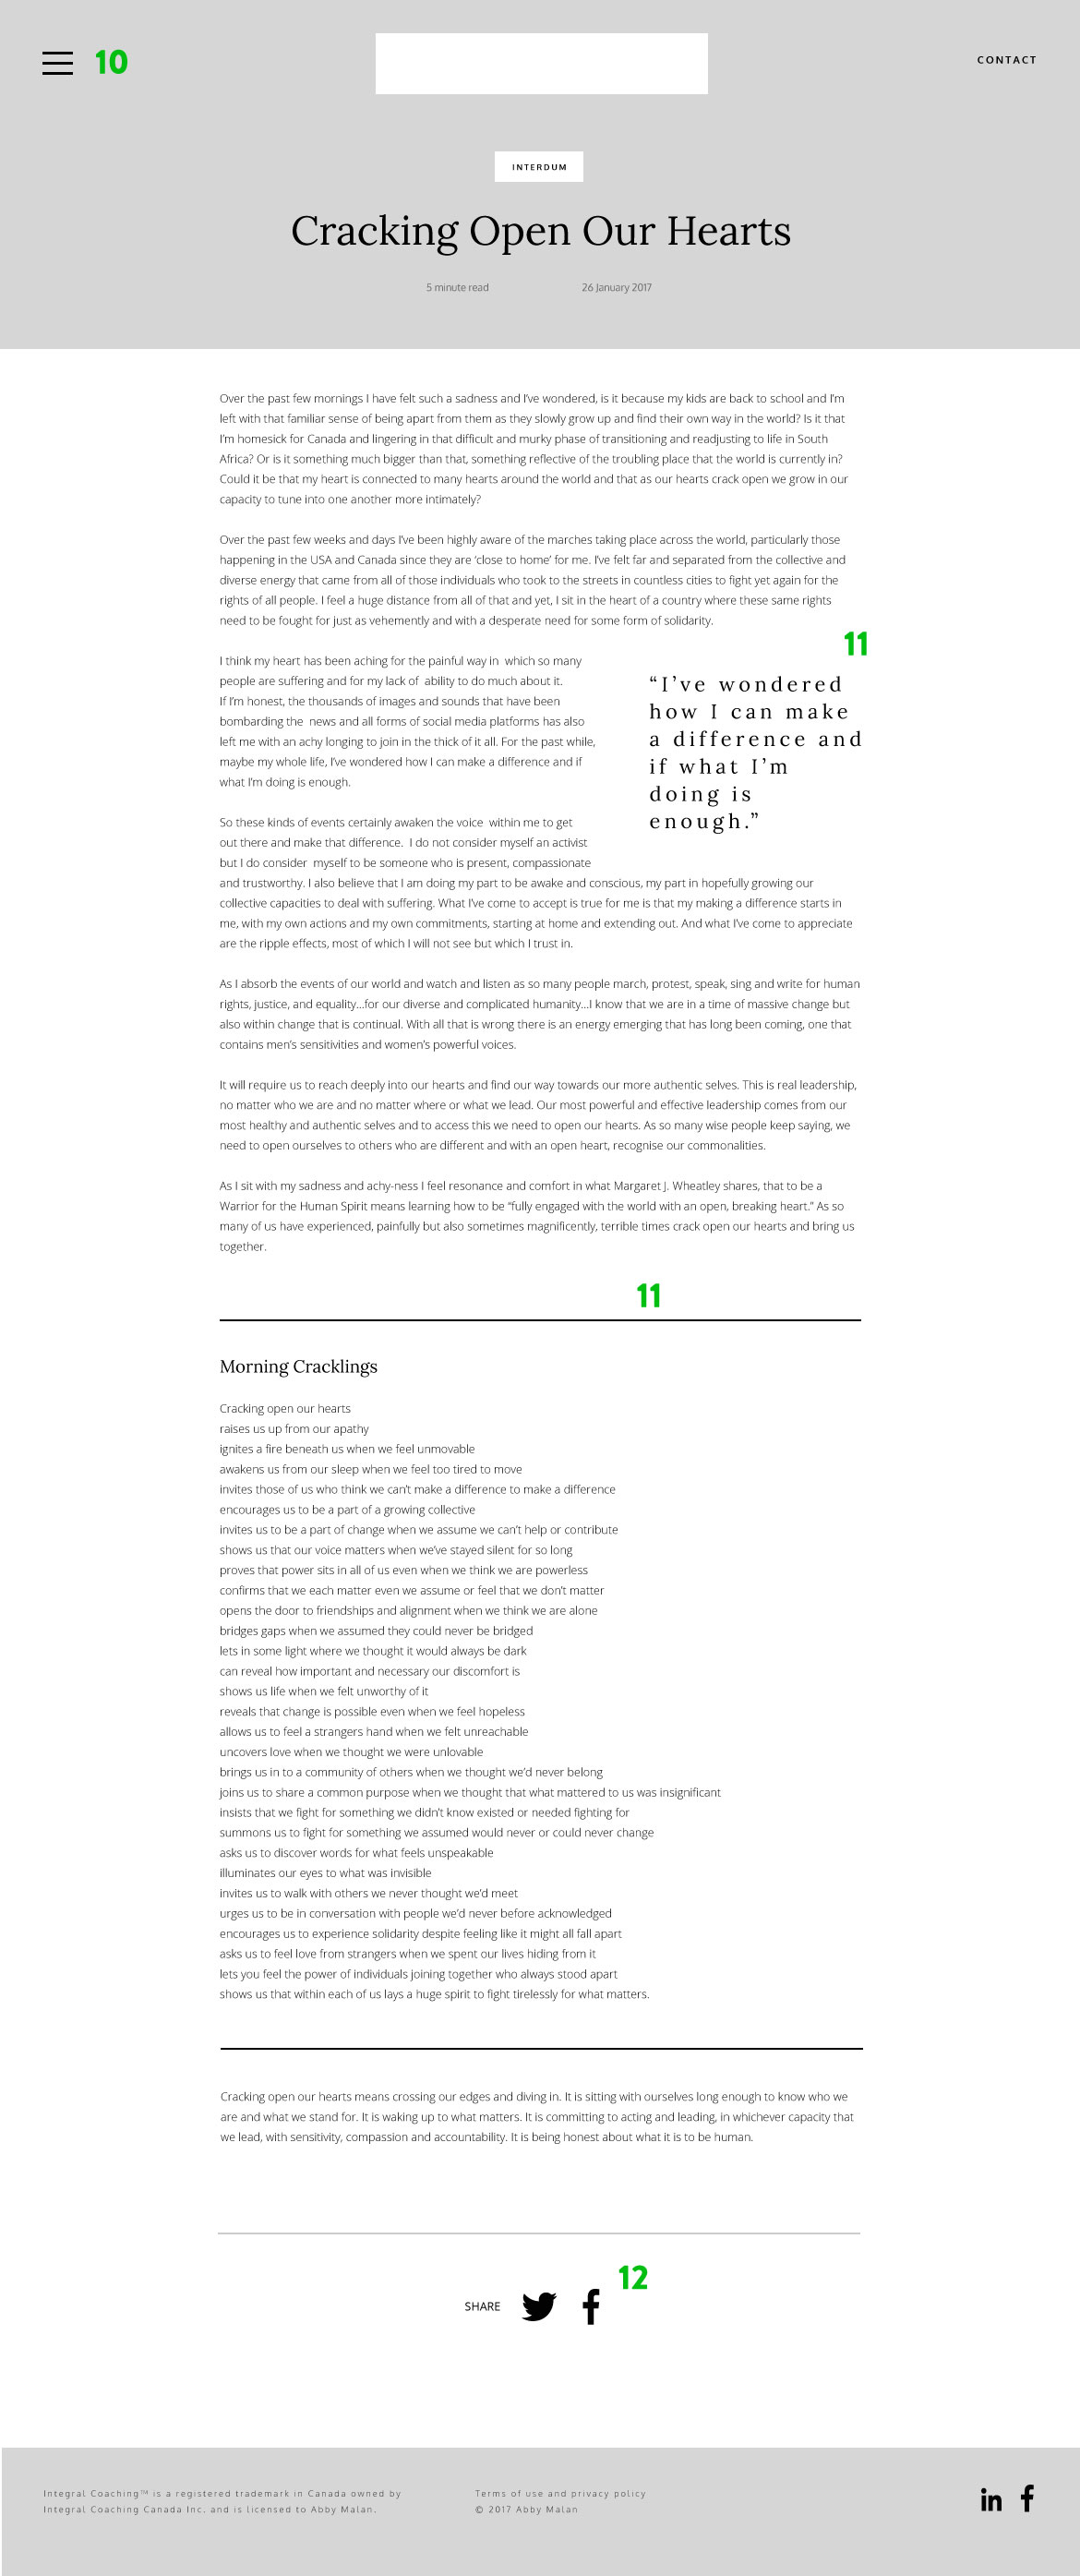 10
CONTACT
INTERDUM
Cracking Open Our Hearts
5 minute read
26 January 2017
Over the past few mornings I have felt such a sadness and I’ve wondered, is it because my kids are back to school and I’m
left with that familiar sense of being apart from them as they slowly grow up and find their own way in the world? Is it that
I’m homesick for Canada and lingering in that difficult and murky phase of transitioning and readjusting to life in South
Africa? Or is it something much bigger than that, something reflective of the troubling place that the world is currently in?
Could it be that my heart is connected to many hearts around the world and that as our hearts crack open we grow in our
capacity to tune into one another more intimately?
Over the past few weeks and days I’ve been highly aware of the marches taking place across the world, particularly those
happening in the USA and Canada since they are ‘close to home’ for me. I’ve felt far and separated from the collective and
diverse energy that came from all of those individuals who took to the streets in countless cities to fight yet again for the
rights of all people. I feel a huge distance from all of that and yet, I sit in the heart of a country where these same rights
need to be fought for just as vehemently and with a desperate need for some form of solidarity.
11
I think my heart has been aching for the painful way in which so many
people are suffering and for my lack of ability to do much about it.
If I’m honest, the thousands of images and sounds that have been
bombarding the news and all forms of social media platforms has also
left me with an achy longing to join in the thick of it all. For the past while,
maybe my whole life, I’ve wondered how I can make a difference and if
what I’m doing is enough.
“I’ve wondered
how I can make
a difference and
if what I’m
doing is
enough.”
So these kinds of events certainly awaken the voice within me to get
out there and make that difference. I do not consider myself an activist
but I do consider myself to be someone who is present, compassionate
and trustworthy. I also believe that I am doing my part to be awake and conscious, my part in hopefully growing our
collective capacities to deal with suffering. What I’ve come to accept is true for me is that my making a difference starts in
me, with my own actions and my own commitments, starting at home and extending out. And what I’ve come to appreciate
are the ripple effects, most of which I will not see but which I trust in.
As I absorb the events of our world and watch and listen as so many people march, protest, speak, sing and write for human
rights, justice, and equality...for our diverse and complicated humanity...I know that we are in a time of massive change but
also within change that is continual. With all that is wrong there is an energy emerging that has long been coming, one that
contains men’s sensitivities and women’s powerful voices.
It will require us to reach deeply into our hearts and find our way towards our more authentic selves. This is real leadership,
no matter who we are and no matter where or what we lead. Our most powerful and effective leadership comes from our
most healthy and authentic selves and to access this we need to open our hearts. As so many wise people keep saying, we
need to open ourselves to others who are different and with an open heart, recognise our commonalities.
As I sit with my sadness and achy-ness I feel resonance and comfort in what Margaret J. Wheatley shares, that to be a
Warrior for the Human Spirit means learning how to be “fully engaged with the world with an open, breaking heart.” As so
many of us have experienced, painfully but also sometimes magnificently, terrible times crack open our hearts and bring us
together.
11
Morning Cracklings
Cracking open our hearts
raises us up from our apathy
ignites a fire beneath us when we feel unmovable
awakens us from our sleep when we feel too tired to move
invites those of us who think we can’t make a difference to make a difference
encourages us to be a part of a growing collective
invites us to be a part of change when we assume we can’t help or contribute
shows us that our voice matters when we’ve stayed silent for so long
proves that power sits in all of us even when we think we are powerless
confirms that we each matter even we assume or feel that we don’t matter
opens the door to friendships and alignment when we think we are alone
bridges gaps when we assumed they could never be bridged
lets in some light where we thought it would always be dark
can reveal how important and necessary our discomfort is
shows us life when we felt unworthy of it
reveals that change is possible even when we feel hopeless
allows us to feel a strangers hand when we felt unreachable
uncovers love when we thought we were unlovable
brings us in to a community of others when we thought we’d never belong
joins us to share a common purpose when we thought that what mattered to us was insignificant
insists that we fight for something we didn’t know existed or needed fighting for
summons us to fight for something we assumed would never or could never change
asks us to discover words for what feels unspeakable
illuminates our eyes to what was invisible
invites us to walk with others we never thought we’d meet
urges us to be in conversation with people we’d never before acknowledged
encourages us to experience solidarity despite feeling like it might all fall apart
asks us to feel love from strangers when we spent our lives hiding from it
lets you feel the power of individuals joining together who always stood apart
shows us that within each of us lays a huge spirit to fight tirelessly for what matters.
Cracking open our hearts means crossing our edges and diving in. It is sitting with ourselves long enough to know who we
are and what we stand for. It is waking up to what matters. It is committing to acting and leading, in whichever capacity that
we lead, with sensitivity, compassion and accountability. It is being honest about what it is to be human.
12
SHARE
Integral Coaching™ is a registered trademark in Canada owned by
Integral Coaching Canada Inc. and is licensed to Abby Malan.
Terms of use and privacy policy
© 2017 Abby Malan
in